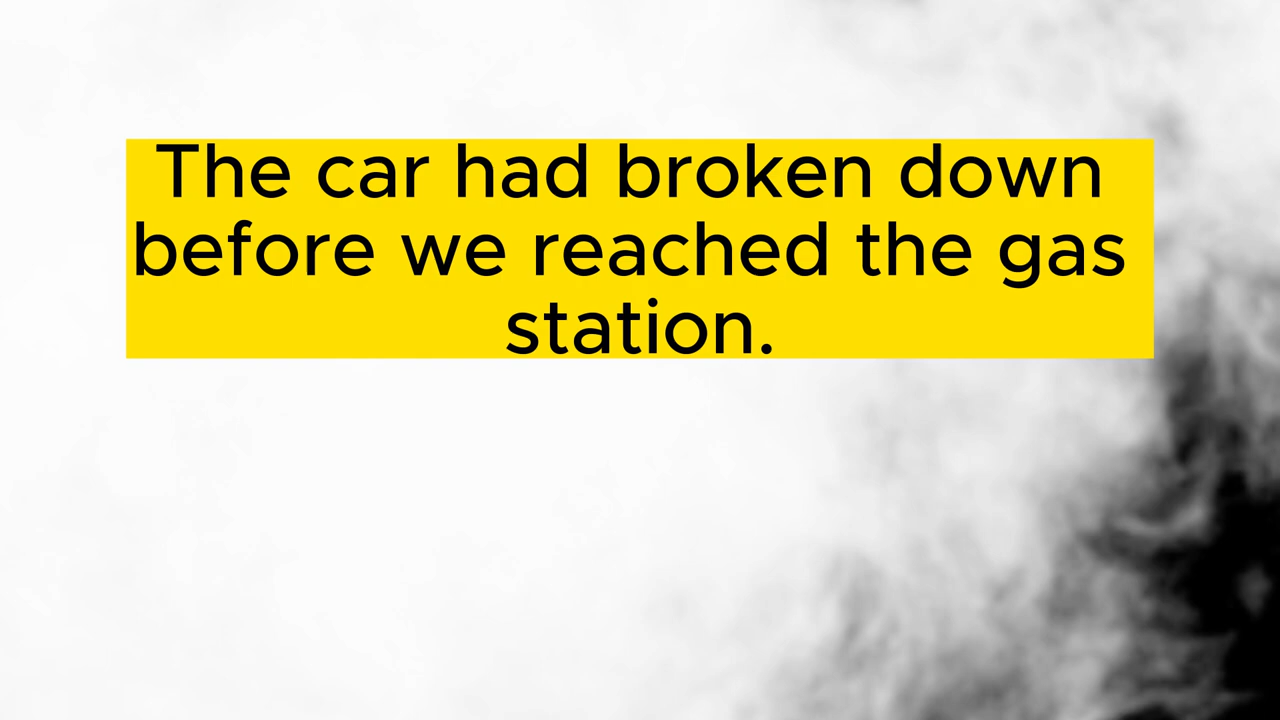 The car had broken down
before we reached the gas
station.